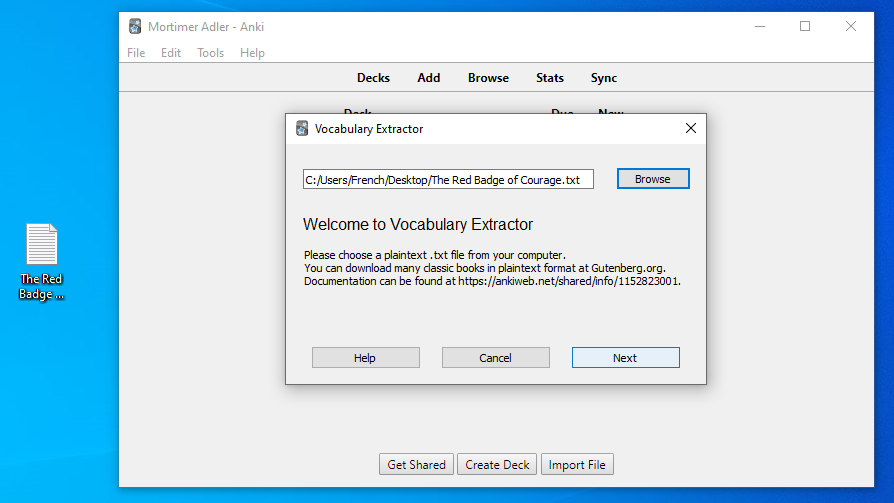 Mortimer Adler - Anki
File Edit Tools Help
Decks Add Browse Stats Sync
Deck Due New
Vocabulary Extractor
C:/Users/French/Desktop/The Red Badge of Courage.txt Browse
Welcome to Vocabulary Extractor
Please choose a plaintext .txt file from your computer.
You can download many classic books in plaintext format at Gutenberg.org.
Documentation can be found at https://ankiweb.net/shared/info/1152823001.
The Red
Badge ...
Help Cancel Next
Get Shared Create Deck Import File